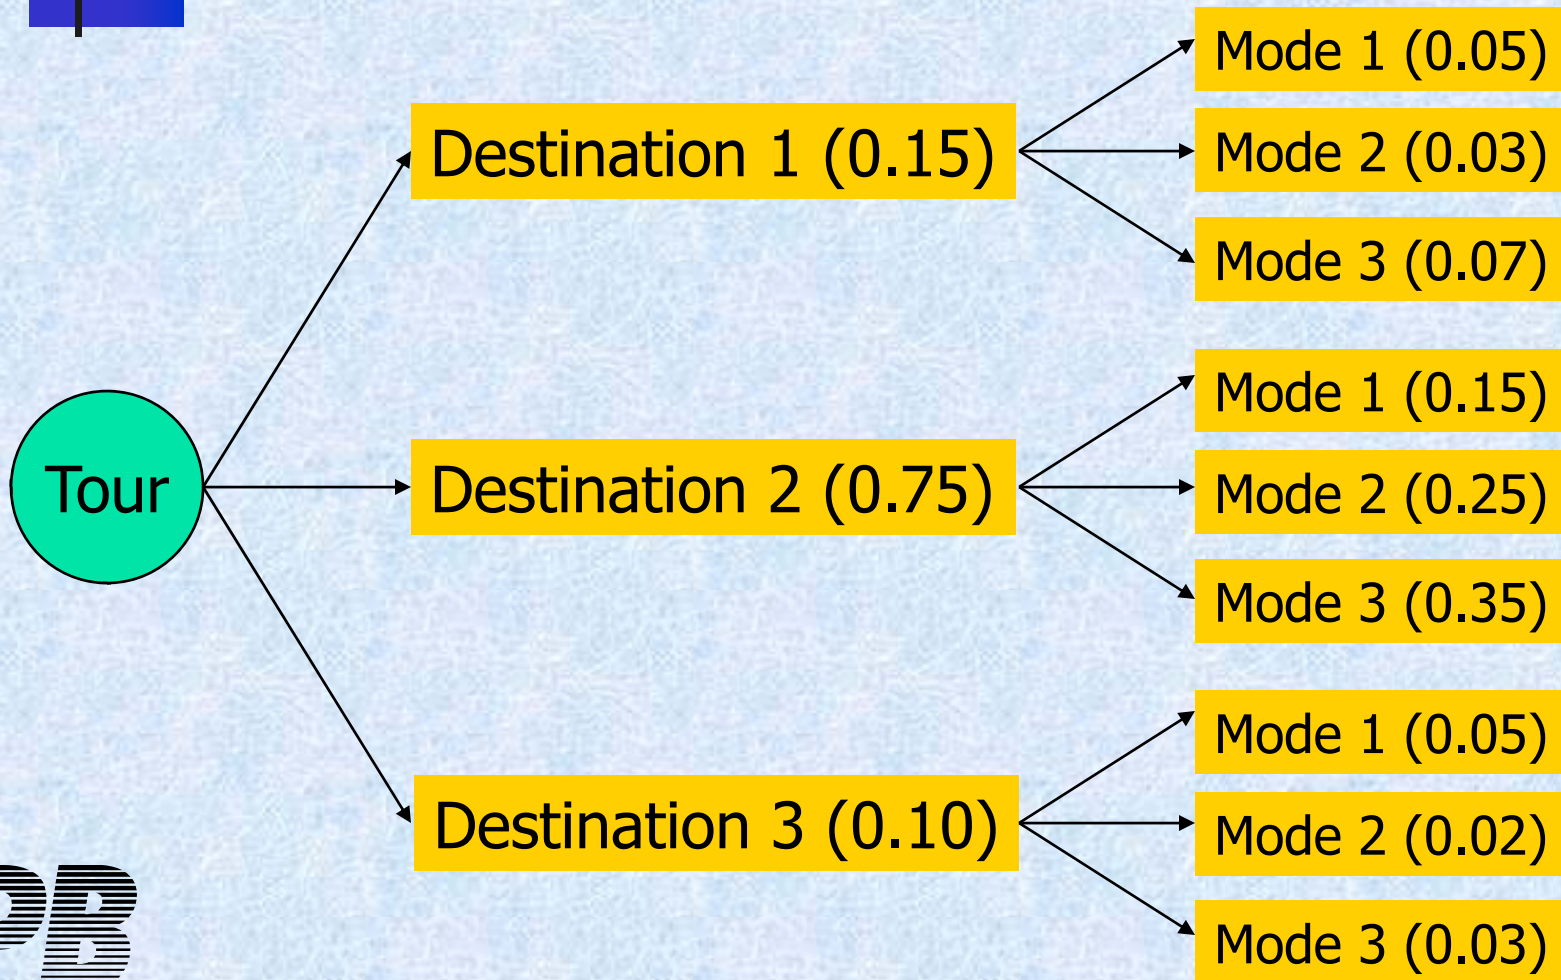 Tour
Destination 1 (0.15)
Mode 1 (0.05)
Mode 2 (0.03)
Mode 3 (0.07)
Destination 2 (0.75)
Mode 1 (0.15)
Mode 2 (0.25)
Mode 3 (0.35)
Destination 3 (0.10)
Mode 1 (0.05)
Mode 2 (0.02)
Mode 3 (0.03)
PB